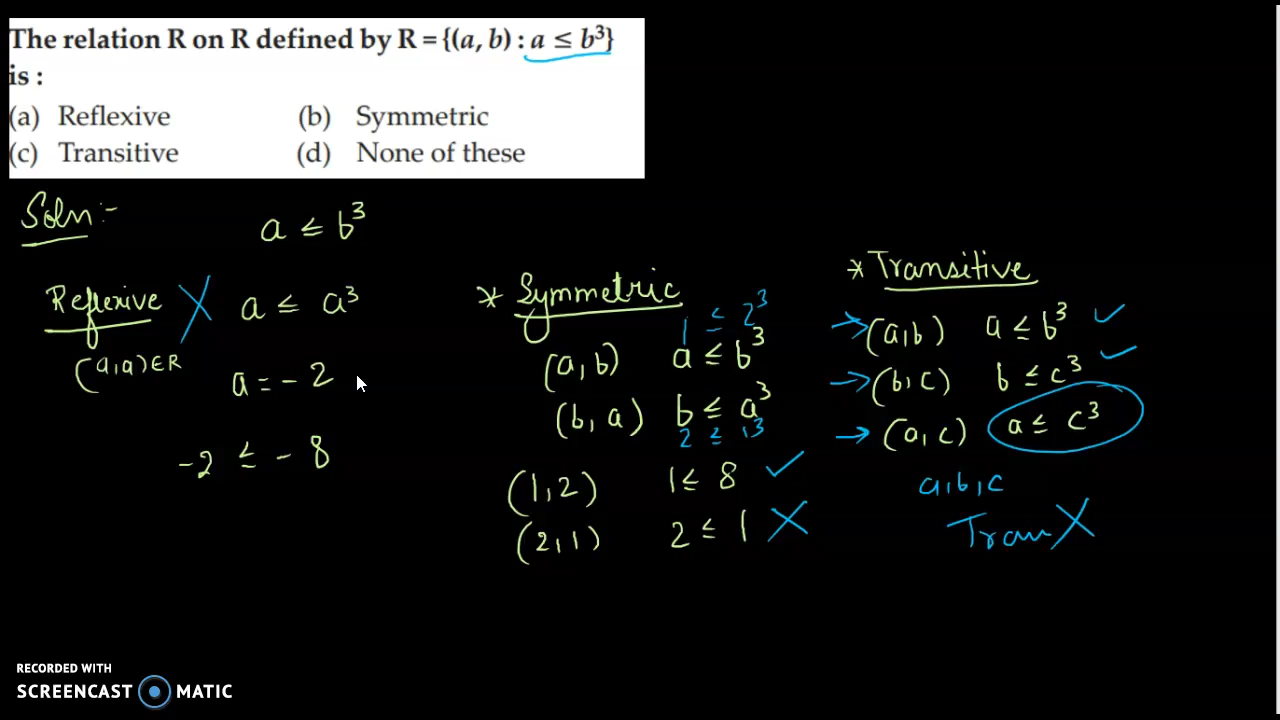 The relation R on R defined by R = {(a, b) : a ≤ b³}
is :
(a) Reflexive (b) Symmetric
(c) Transitive (d) None of these
Soln :-
a ≤ b³
Reflexive ✗ a ≤ a³
(a,a) ∈ R
a = -2
-2 ≤ -8
* Symmetric
1 ≤ 2³
(a, b) a ≤ b³
(b, a) b ≤ a³
2 ≤ 1³
(1,2) 1 ≤ 8 ✓
(2,1) 2 ≤ 1 ✗
* Transitive
→ (a,b) a ≤ b³ ✓
→ (b,c) b ≤ c³ ✓
→ (a,c) a ≤ c³
a,b,c
Tran ✗
RECORDED WITH
SCREENCAST MATIC